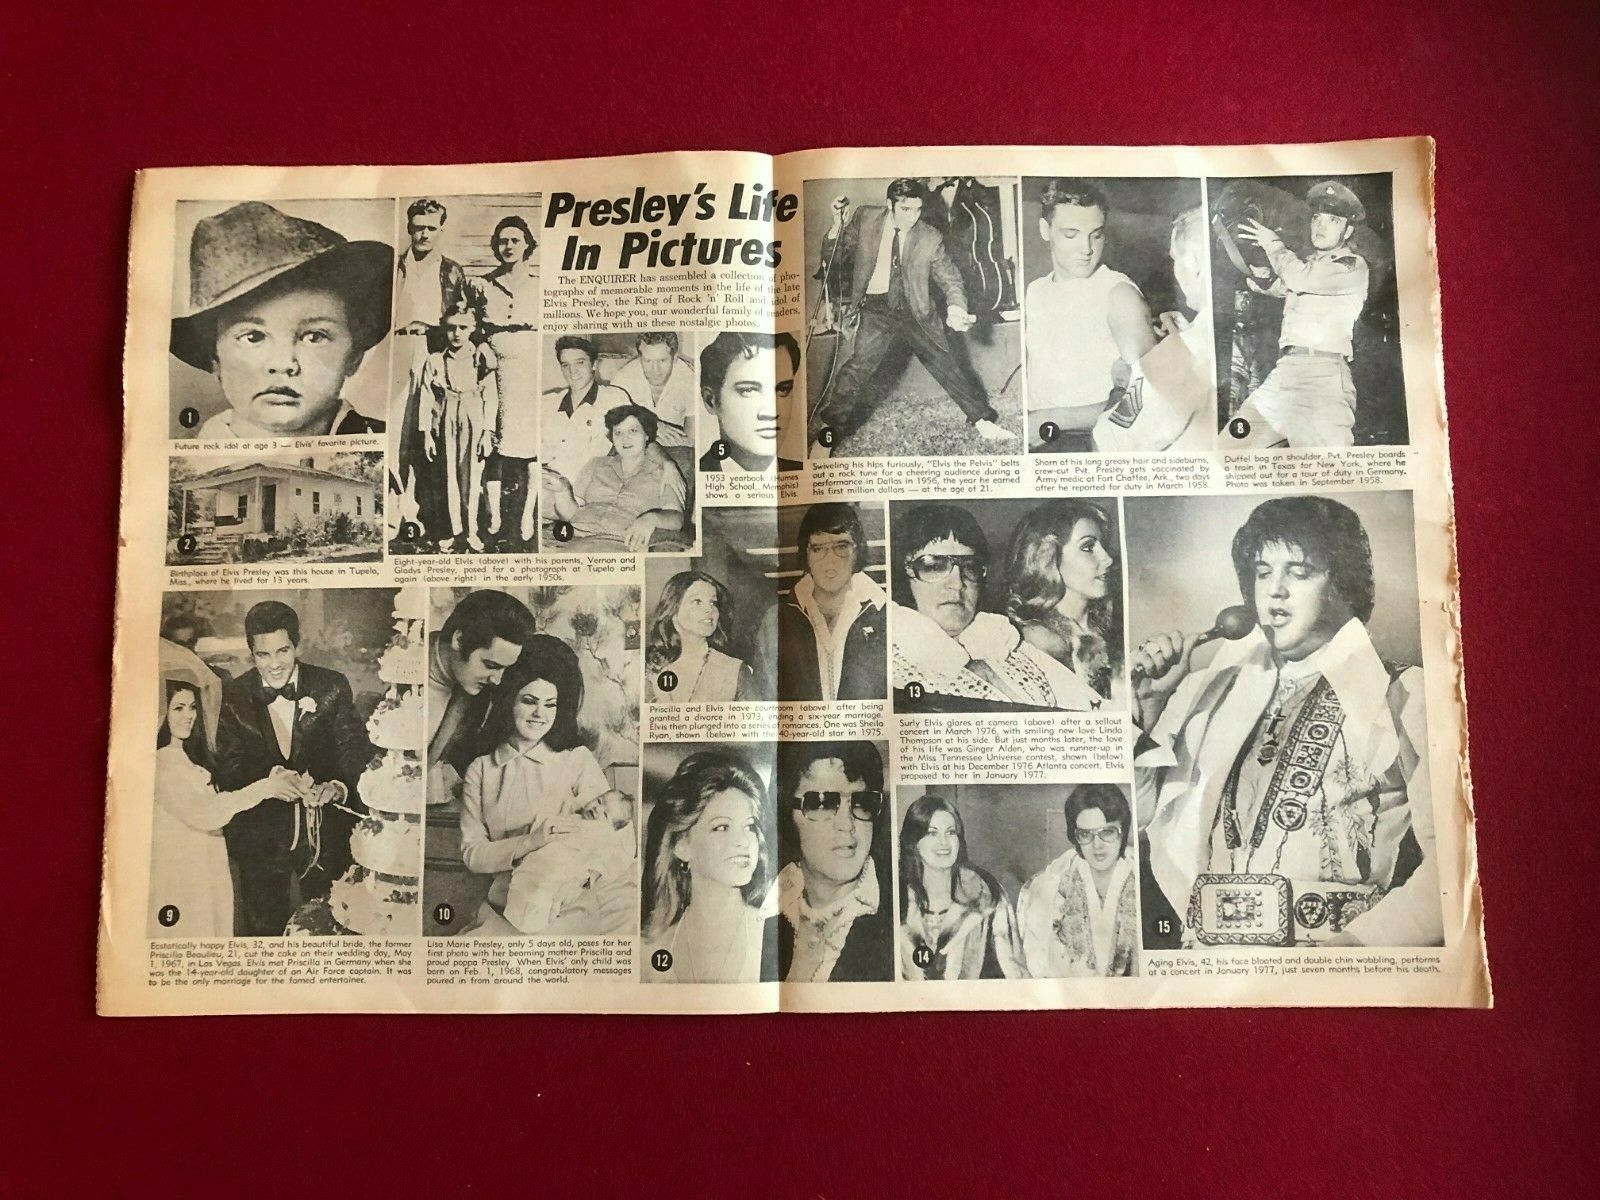 Presley's Life
In Pictures
The ENQUIRER has assembled a collection of pho-
tographs of memorable moments in the life of the late
Elvis Presley, the King of Rock 'n' Roll and idol of
millions. We hope you, our wonderful family of readers,
enjoy sharing with us these nostalgic photos.
1
Future rock idol at age 3 — Elvis' favorite picture.
2
Birthplace of Elvis Presley was this house in Tupelo,
Miss., where he lived for 13 years.
3
4
Eight-year-old Elvis (above) with his parents, Vernon and
Gladys Presley, posed for a photograph at Tupelo and
again (above right) in the early 1950s.
5
1953 yearbook (Humes
High School, Memphis)
shows a serious Elvis.
6
Swiveling his hips furiously, "Elvis the Pelvis" belts
out a rock tune for a cheering audience during a
performance in Dallas in 1956, the year he earned
his first million dollars — at the age of 21.
7
Shorn of his long greasy hair and sideburns,
crew-cut Pvt. Presley gets vaccinated by
Army medic at Fort Chaffee, Ark., two days
after he reported for duty in March 1958.
8
Duffel bag on shoulder, Pvt. Presley boards
a train in Texas for New York, where he
shipped out for a tour of duty in Germany.
Photo was taken in September 1958.
9
Ecstatically happy Elvis, 32, and his beautiful bride, the former
Priscilla Beaulieu, 21, cut the cake on their wedding day, May
1, 1967, in Las Vegas. Elvis met Priscilla in Germany when she
was the 14-year-old daughter of an Air Force captain. It was
to be the only marriage for the famed entertainer.
10
Lisa Marie Presley, only 5 days old, poses for her
first photo with her beaming mother Priscilla and
proud poppa Presley. When Elvis' only child was
born on Feb. 1, 1968, congratulatory messages
poured in from around the world.
11
Priscilla and Elvis leave courtroom (above) after being
granted a divorce in 1973, ending a six-year marriage.
Elvis then plunged into a series of romances. One was Sheila
Ryan, shown (below) with the 40-year-old star in 1975.
12
13
Surly Elvis glares at camera (above) after a sellout
concert in March 1976, with smiling new love Linda
Thompson at his side. But just months later, the love
of his life was Ginger Alden, who was runner-up in
the Miss Tennessee Universe contest, shown (below)
with Elvis at his December 1976 Atlanta concert. Elvis
proposed to her in January 1977.
14
15
Aging Elvis, 42, his face bloated and double chin wobbling, performs
at a concert in January 1977, just seven months before his death.